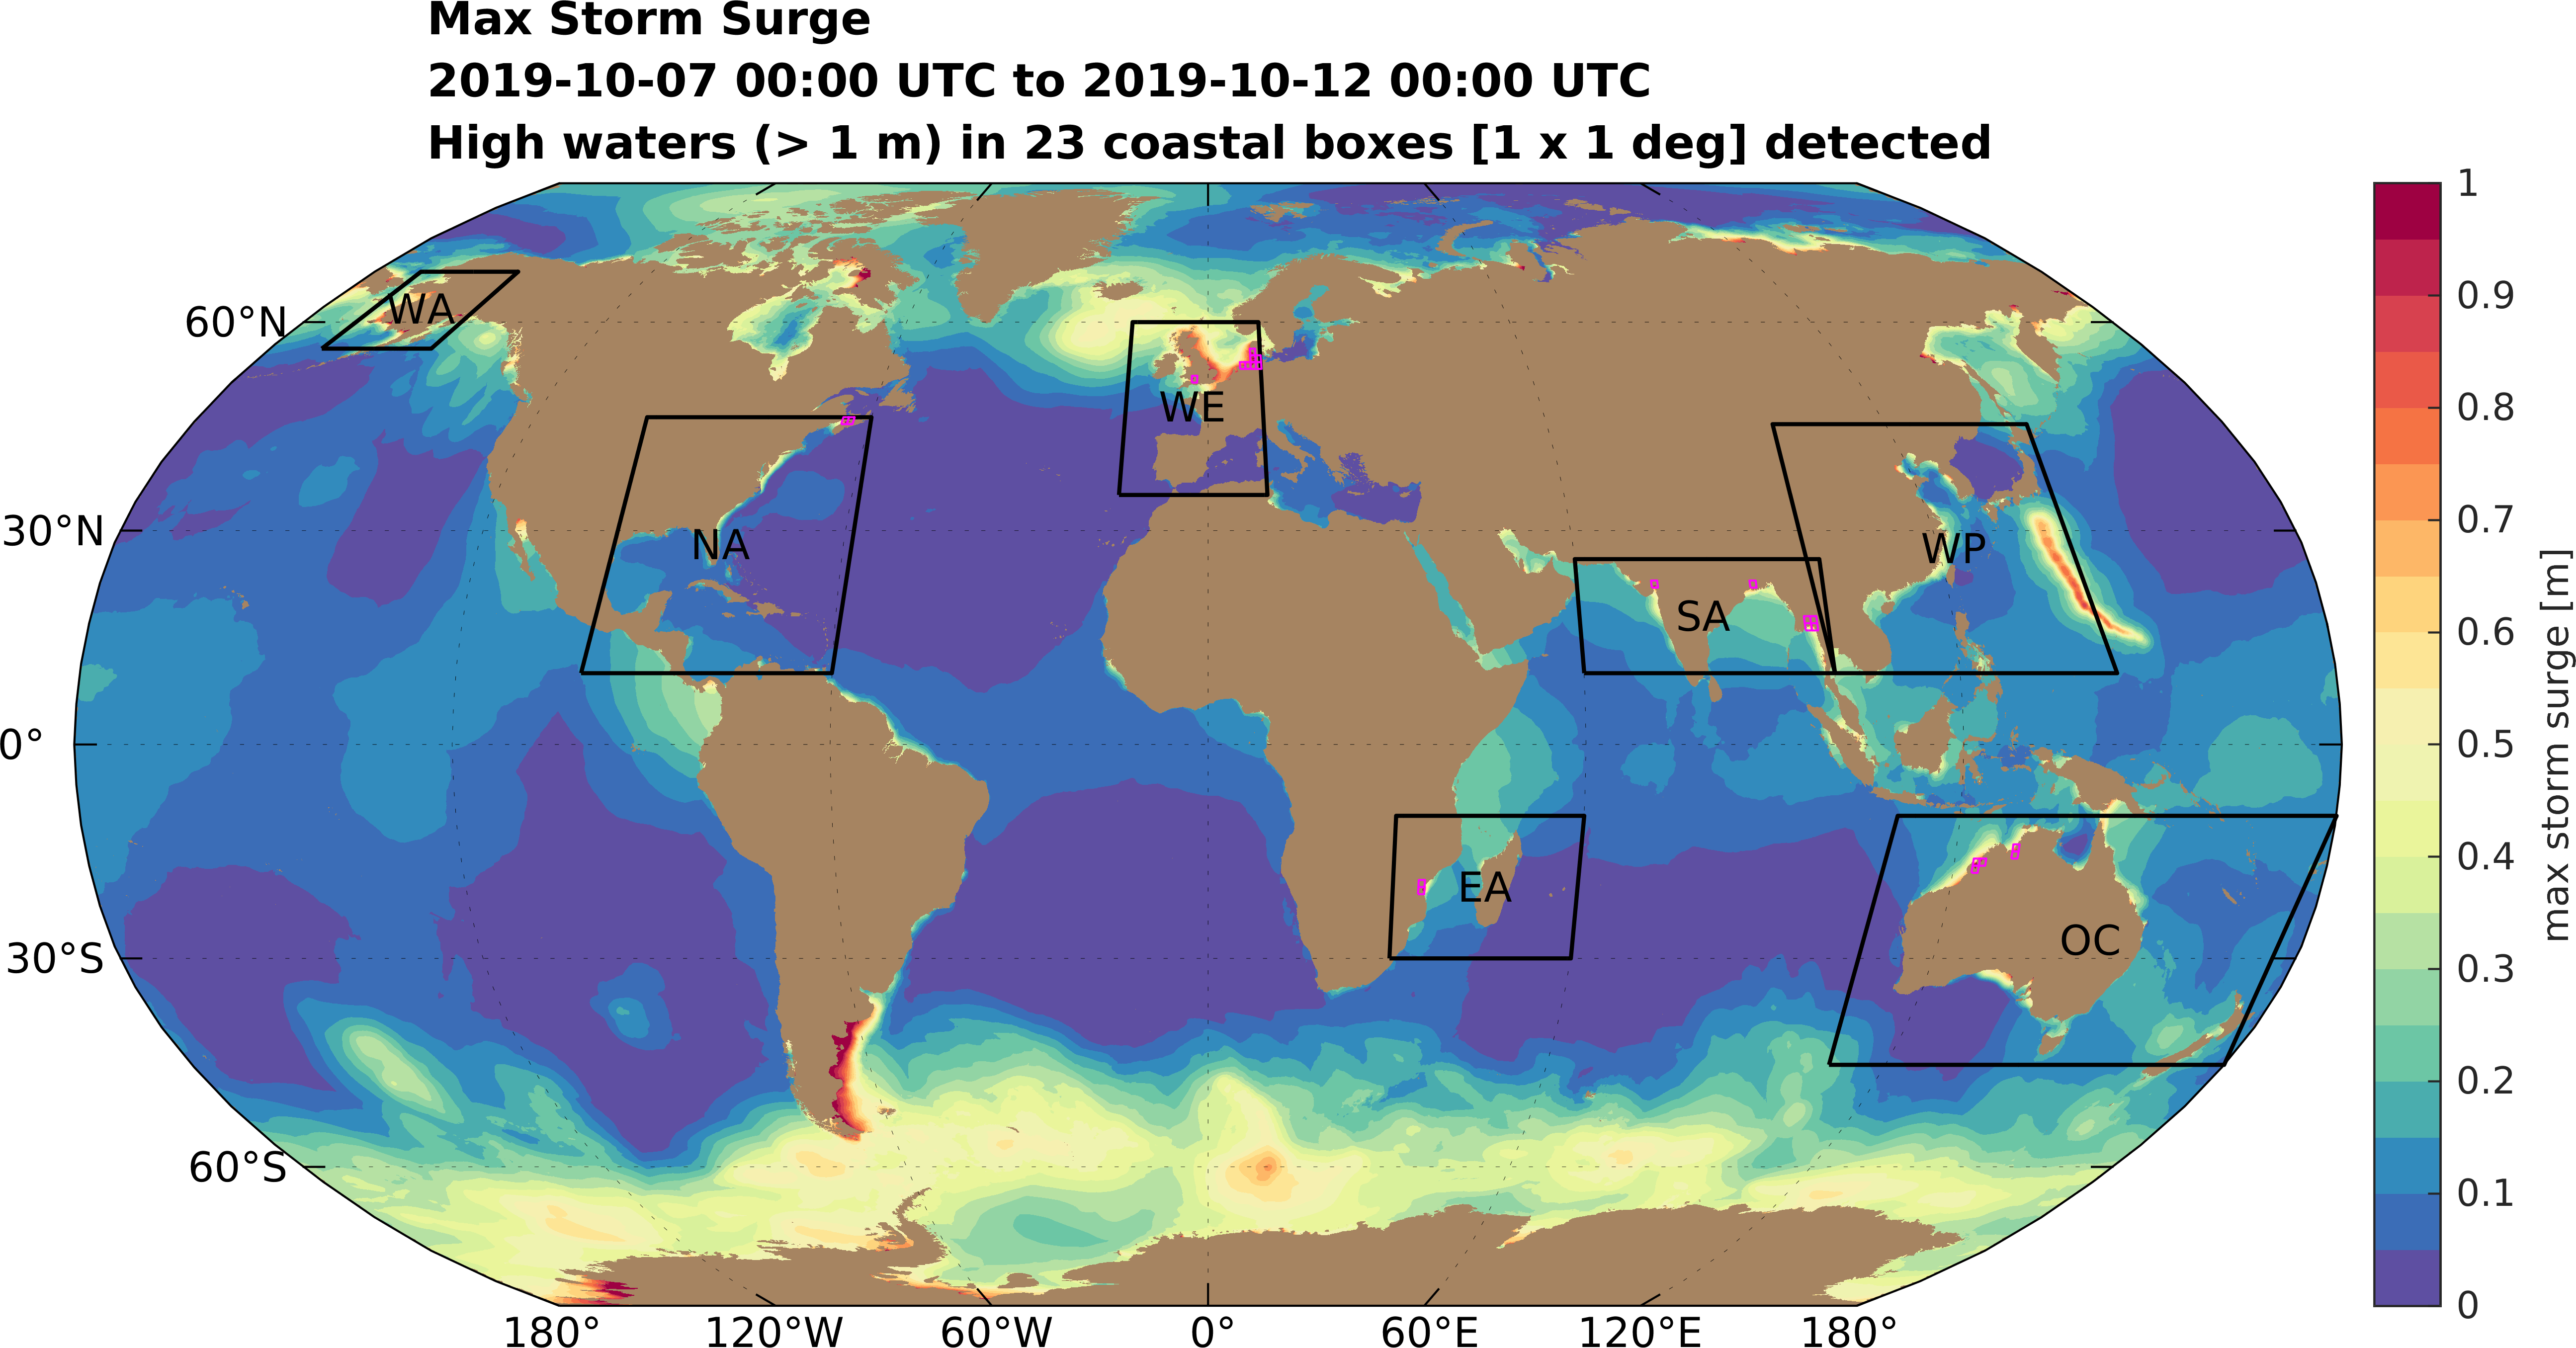 Max Storm Surge
2019-10-07 00:00 UTC to 2019-10-12 00:00 UTC
High waters (> 1 m) in 23 coastal boxes [1 x 1 deg] detected
60°N
30°N
0°
30°S
60°S
180°
120°W
60°W
0°
60°E
120°E
180°
WA
WE
NA
SA
WP
EA
OC
1
0.9
0.8
0.7
0.6
0.5
0.4
0.3
0.2
0.1
0
max storm surge [m]